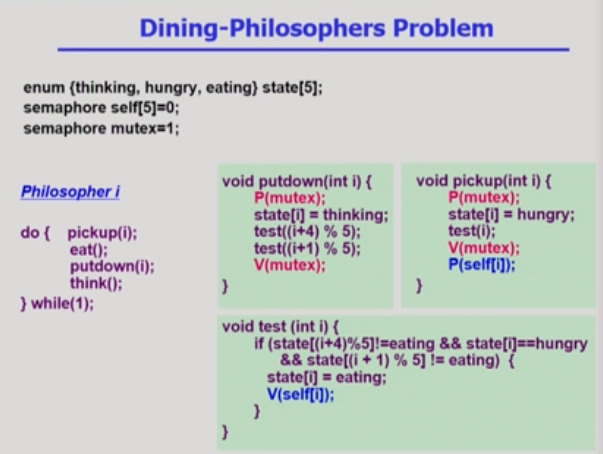 Dining-Philosophers Problem
enum {thinking, hungry, eating} state[5];
semaphore self[5]=0;
semaphore mutex=1;
Philosopher i
do { pickup(i);
eat();
putdown(i);
think();
} while(1);
void putdown(int i) {
P(mutex);
state[i] = thinking;
test((i+4) % 5);
test((i+1) % 5);
V(mutex);
}
void pickup(int i) {
P(mutex);
state[i] = hungry;
test(i);
V(mutex);
P(self[i]);
}
void test (int i) {
if (state[(i+4)%5]!=eating && state[i]==hungry
&& state[(i + 1) % 5] != eating) {
state[i] = eating;
V(self[i]);
}
}